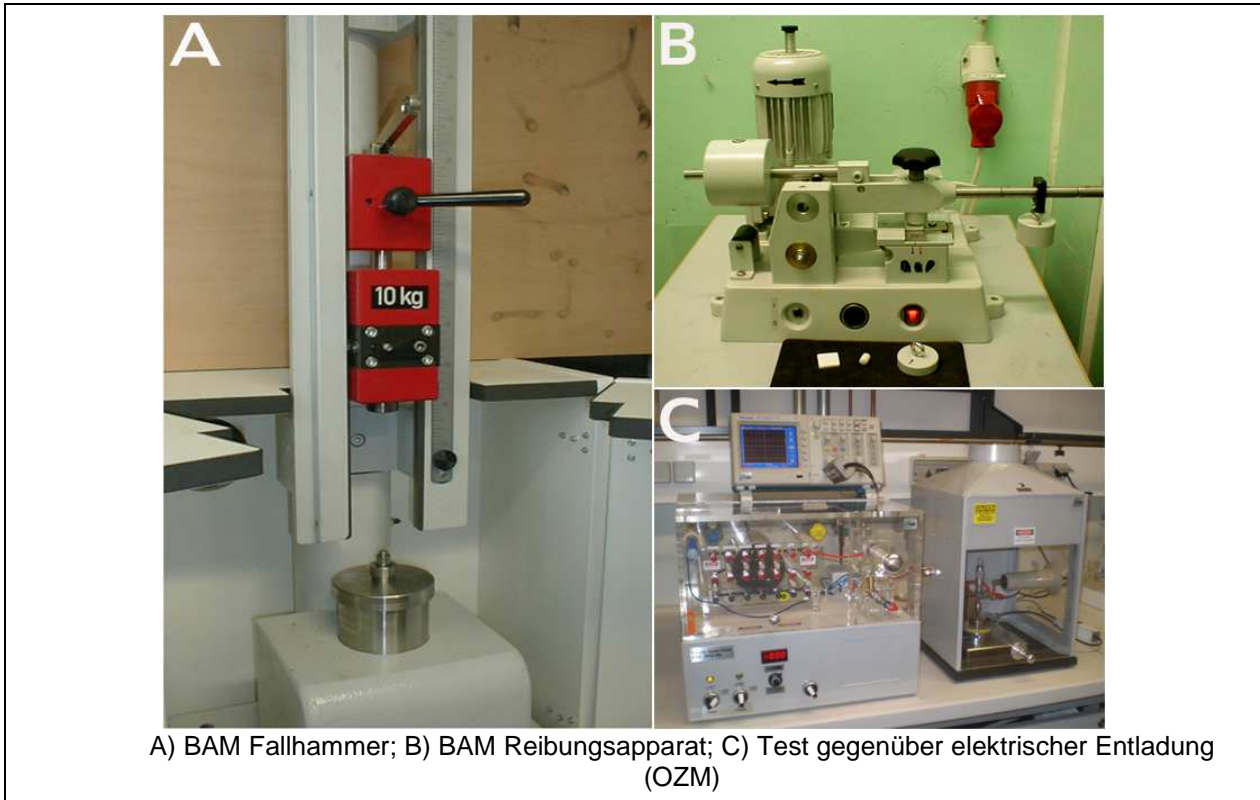 A
B
10 kg
C
A) BAM Fallhammer; B) BAM Reibungsapparat; C) Test gegenüber elektrischer Entladung
(OZM)